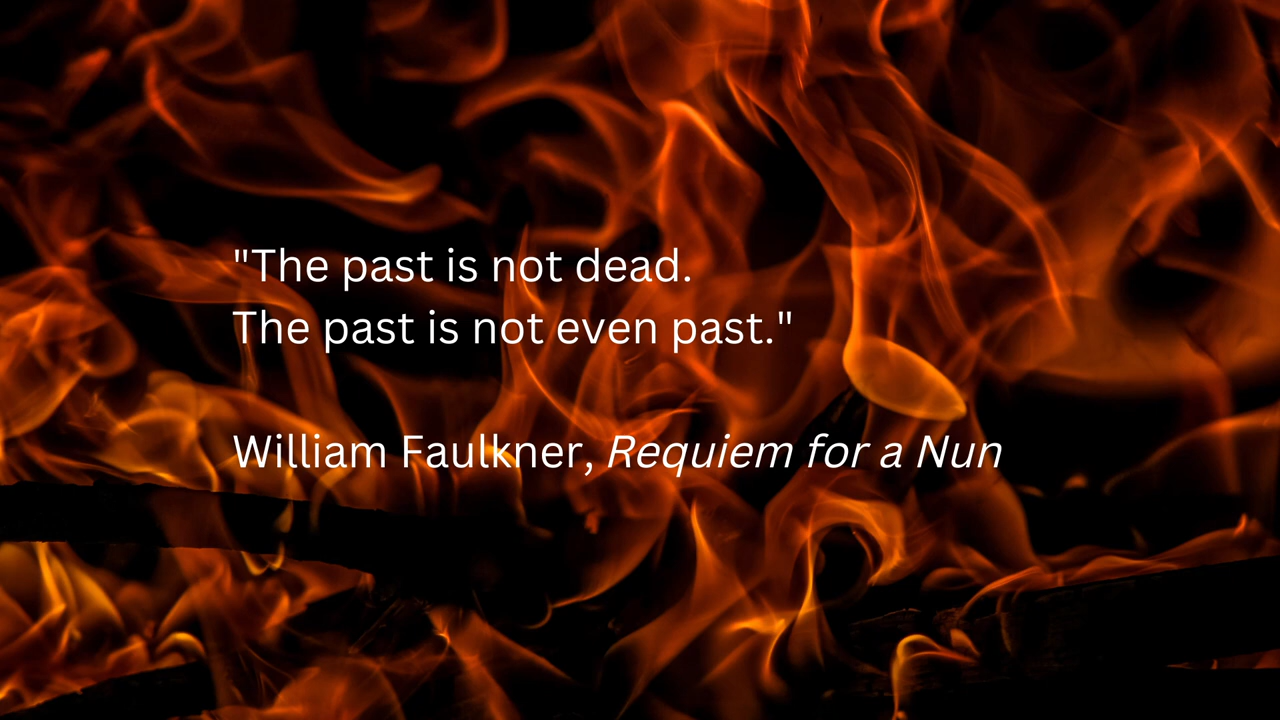 "The past is not dead.
The past is not even past."
William Faulkner, Requiem for a Nun